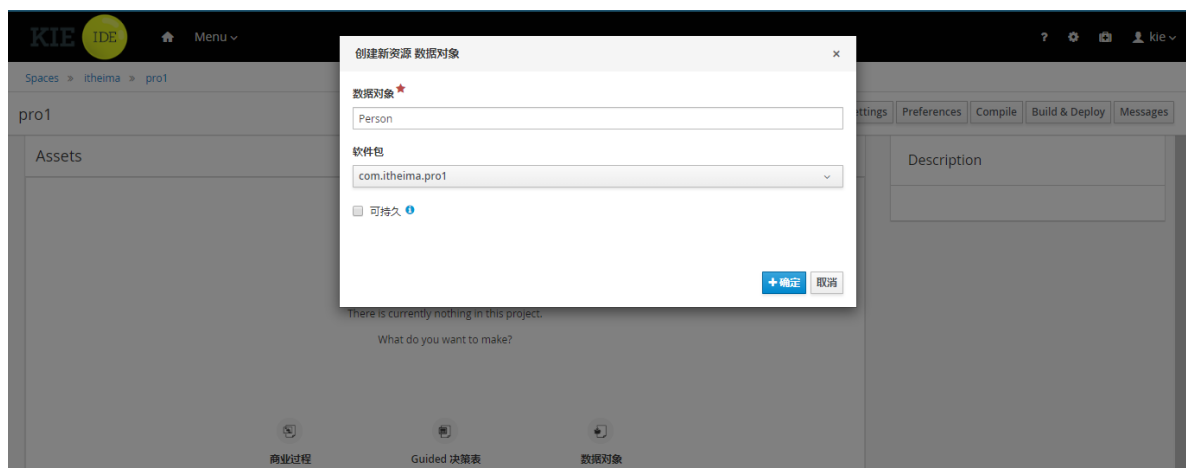 KIE IDE Menu ? kie
Spaces » itheima » pro1
pro1
ttings Preferences Compile Build & Deploy Messages
Assets
Description
创建新资源 数据对象 ×
数据对象
Person
软件包
com.itheima.pro1
可持久
+确定 取消
There is currently nothing in this project.
What do you want to make?
商业过程 Guided 决策表 数据对象